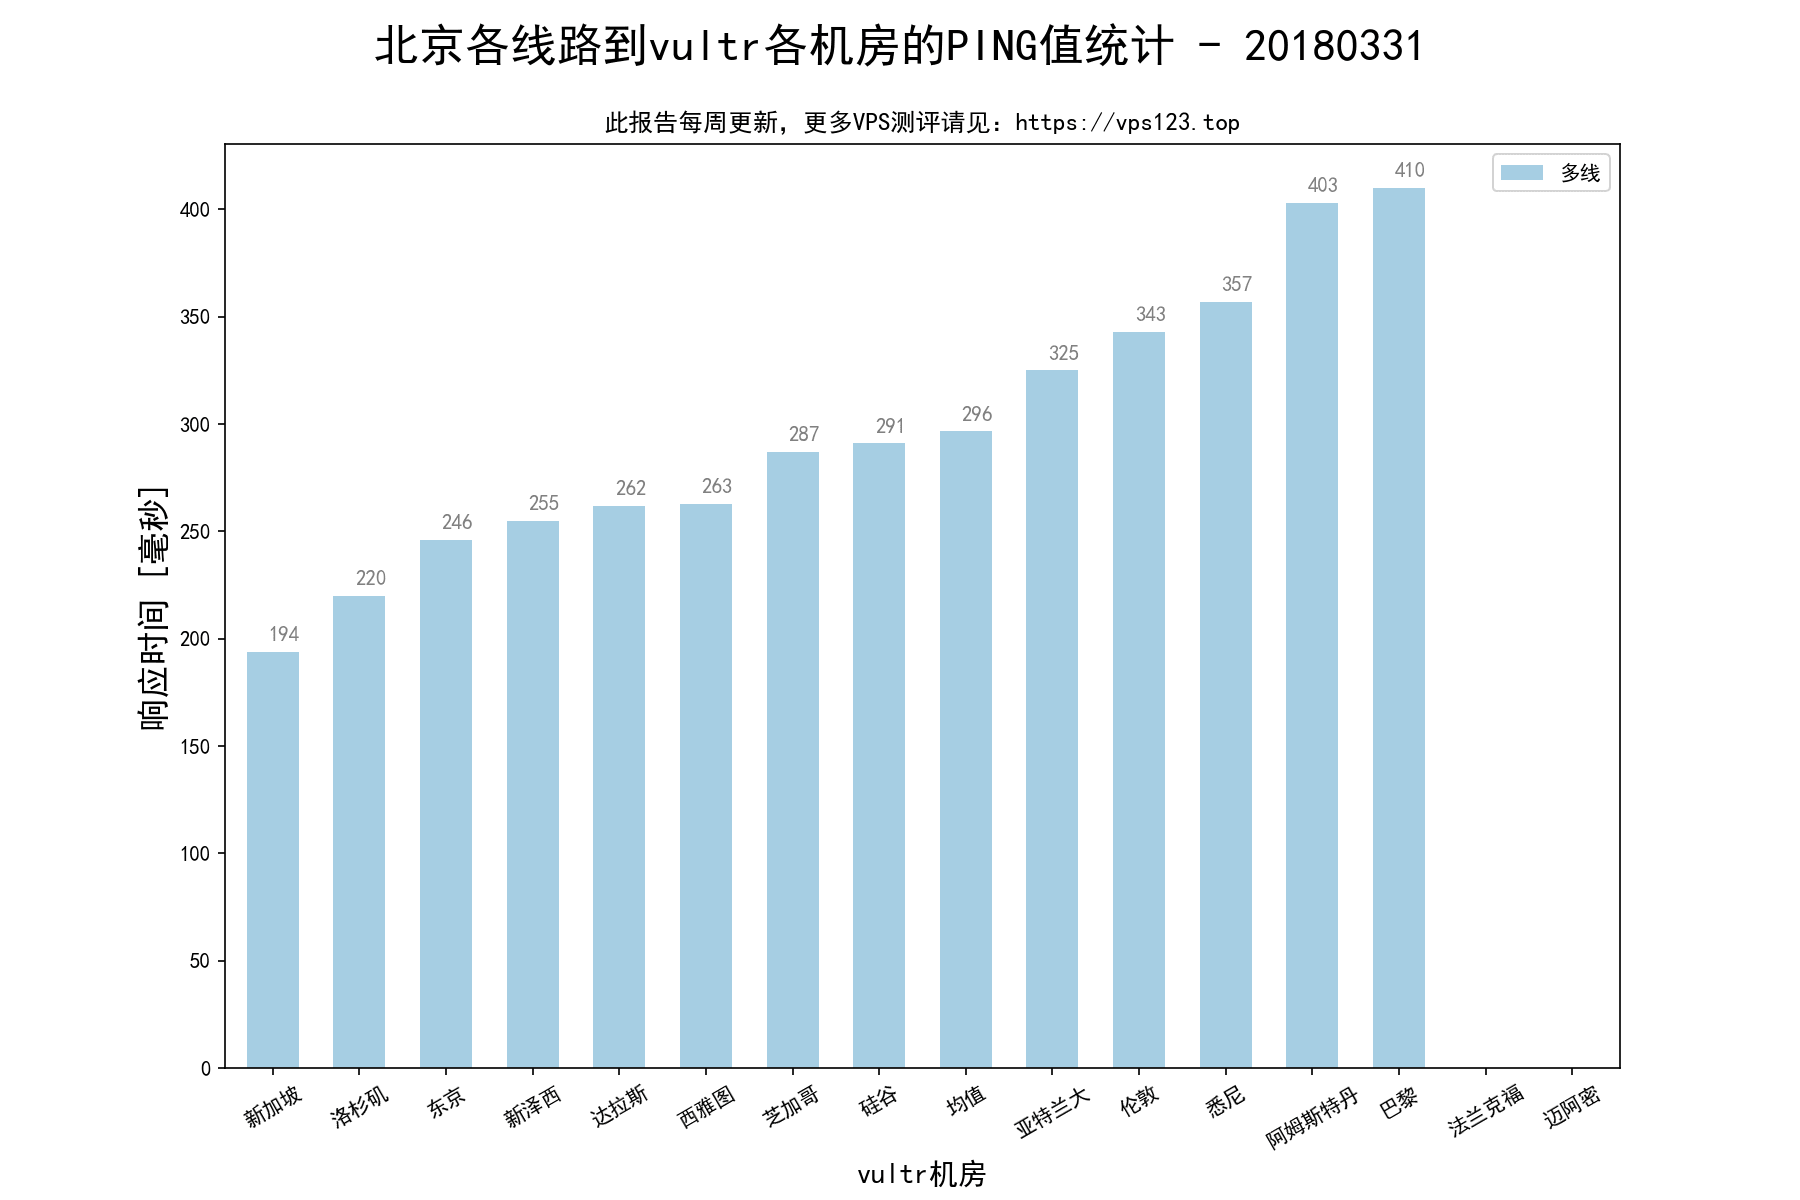 北京各线路到vultr各机房的PING值统计 - 20180331
此报告每周更新，更多VPS测评请见：https://vps123.top
多线
响应时间 [毫秒]
400
350
300
250
200
150
100
50
0
194
220
246
255
262
263
287
291
296
325
343
357
403
410
新加坡
洛杉矶
东京
新泽西
达拉斯
西雅图
芝加哥
硅谷
均值
亚特兰大
伦敦
悉尼
阿姆斯特丹
巴黎
法兰克福
迈阿密
vultr机房